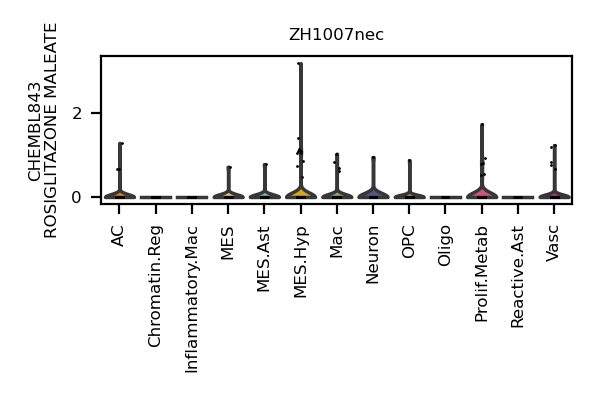 ZH1007nec
CHEMBL843
ROSIGLITAZONE MALEATE
2
0
AC
Chromatin.Reg
Inflammatory.Mac
MES
MES.Ast
MES.Hyp
Mac
Neuron
OPC
Oligo
Prolif.Metab
Reactive.Ast
Vasc